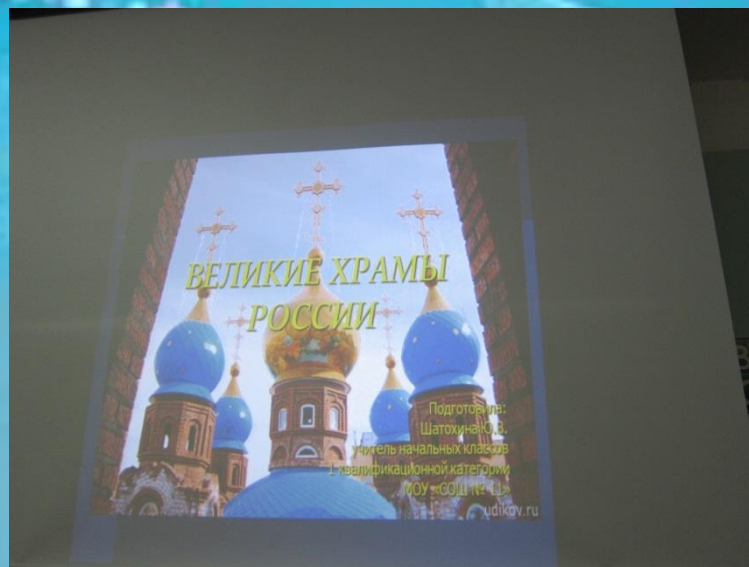 ВЕЛИКИЕ ХРАМЫ
РОССИИ
Подготовила:
Шатохина Ю.В.
учитель начальных классов
1 квалификационной категории
МОУ «СОШ № 11»
udikov.ru